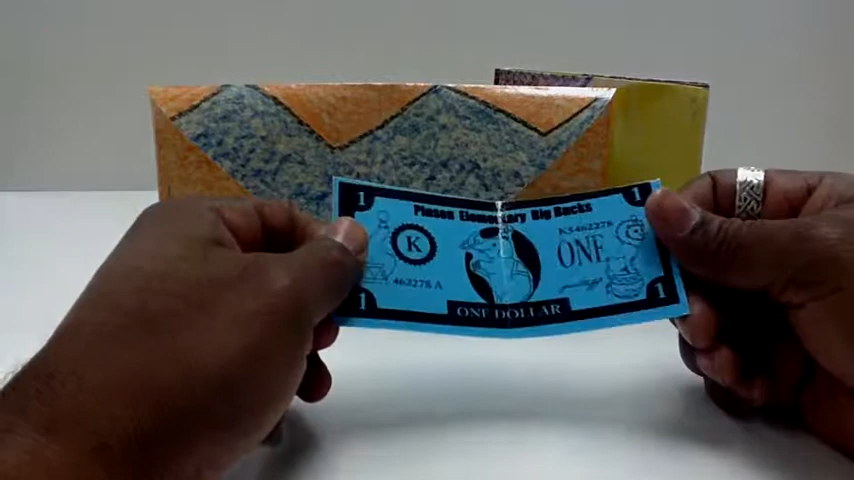 1 1
Pinson Elementary Big Bucks
K
K5462278
ONE
462278 A
ONE DOLLAR
1 1